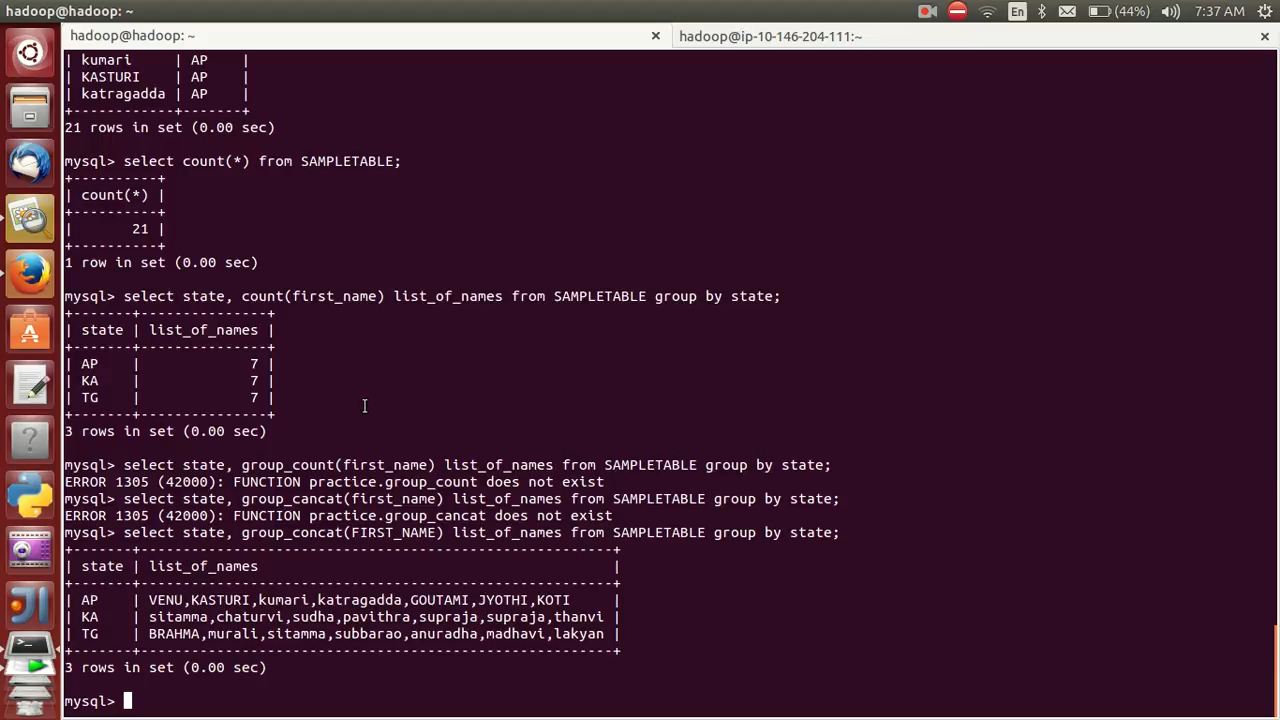 hadoop@hadoop: ~
En
(44%)
7:37 AM
hadoop@hadoop: ~
hadoop@ip-10-146-204-111:~
| kumari     | AP    |
| KASTURI    | AP    |
| katragadda | AP    |
+------------+-------+
21 rows in set (0.00 sec)
mysql> select count(*) from SAMPLETABLE;
+----------+
| count(*) |
+----------+
|       21 |
+----------+
1 row in set (0.00 sec)
mysql> select state, count(first_name) list_of_names from SAMPLETABLE group by state;
+-------+---------------+
| state | list_of_names |
+-------+---------------+
| AP    |             7 |
| KA    |             7 |
| TG    |             7 |
+-------+---------------+
3 rows in set (0.00 sec)
mysql> select state, group_count(first_name) list_of_names from SAMPLETABLE group by state;
ERROR 1305 (42000): FUNCTION practice.group_count does not exist
mysql> select state, group_cancat(first_name) list_of_names from SAMPLETABLE group by state;
ERROR 1305 (42000): FUNCTION practice.group_cancat does not exist
mysql> select state, group_concat(FIRST_NAME) list_of_names from SAMPLETABLE group by state;
+-------+--------------------------------------------------------+
| state | list_of_names                                          |
+-------+--------------------------------------------------------+
| AP    | VENU,KASTURI,kumari,katragadda,GOUTAMI,JYOTHI,KOTI     |
| KA    | sitamma,chaturvi,sudha,pavithra,supraja,supraja,thanvi |
| TG    | BRAHMA,murali,sitamma,subbarao,anuradha,madhavi,lakyan |
+-------+--------------------------------------------------------+
3 rows in set (0.00 sec)
mysql>